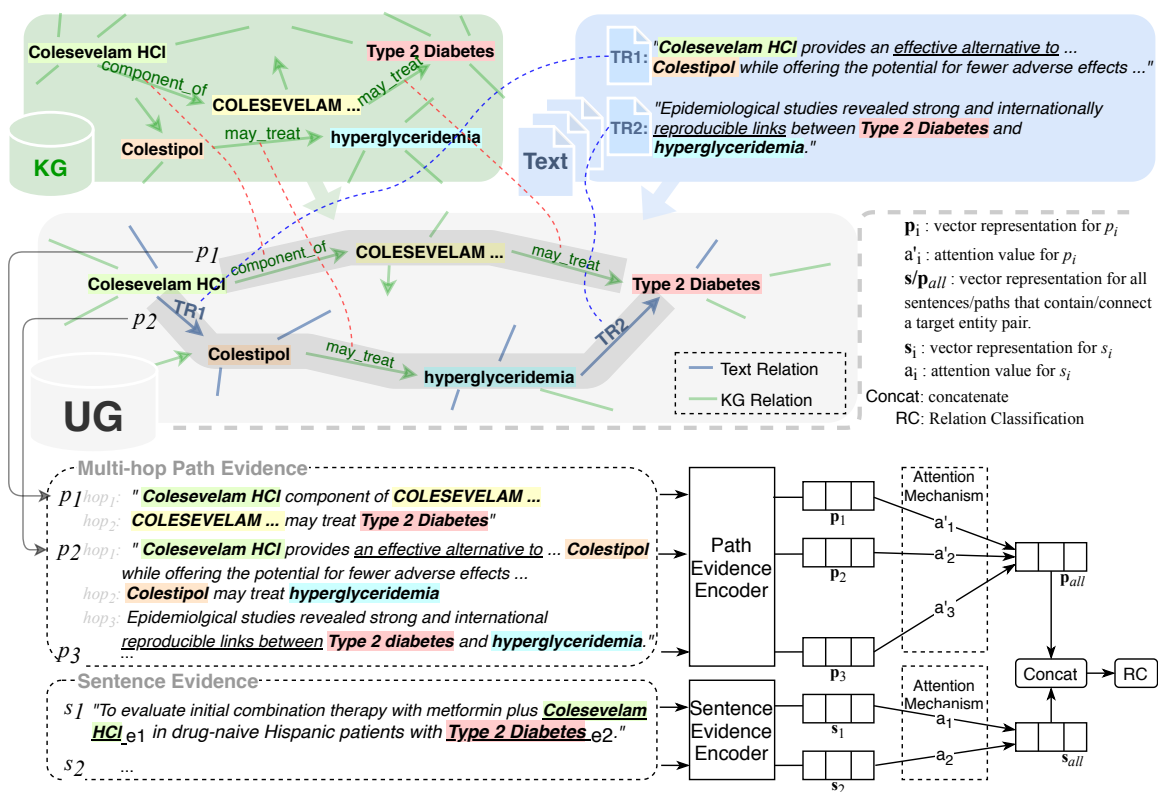 Colesevelam HCl
Type 2 Diabetes
component_of
may_treat
COLESEVELAM ...
may_treat
hyperglyceridemia
Colestipol
KG
TR1:
"Colesevelam HCl provides an effective alternative to ...
Colestipol while offering the potential for fewer adverse effects ..."
TR2:
"Epidemiological studies revealed strong and internationally
reproducible links between Type 2 Diabetes and
hyperglyceridemia."
Text
p1
COLESEVELAM ...
component_of
may_treat
Colesevelam HCl
Type 2 Diabetes
p2
TR1
TR2
Colestipol
may_treat
hyperglyceridemia
UG
Text Relation
KG Relation
pi : vector representation for pi
a'i : attention value for pi
s/pall : vector representation for all
sentences/paths that contain/connect
a target entity pair.
si : vector representation for si
ai : attention value for si
Concat: concatenate
RC: Relation Classification
Multi-hop Path Evidence
p1 hop1: " Colesevelam HCl component of COLESEVELAM ...
hop2: COLESEVELAM ... may treat Type 2 Diabetes"
p2 hop1: " Colesevelam HCl provides an effective alternative to ... Colestipol
while offering the potential for fewer adverse effects ...
hop2: Colestipol may treat hyperglyceridemia
hop3: Epidemiolgical studies revealed strong and international
reproducible links between Type 2 diabetes and hyperglyceridemia."
p3 ...
Sentence Evidence
s1 "To evaluate initial combination therapy with metformin plus Colesevelam
HCl_e1 in drug-naive Hispanic patients with Type 2 Diabetes_e2."
s2 ...
Path
Evidence
Encoder
p1
p2
p3
Attention
Mechanism
a'1
a'2
a'3
pall
Concat
RC
Sentence
Evidence
Encoder
s1
s2
Attention
Mechanism
a1
a2
sall